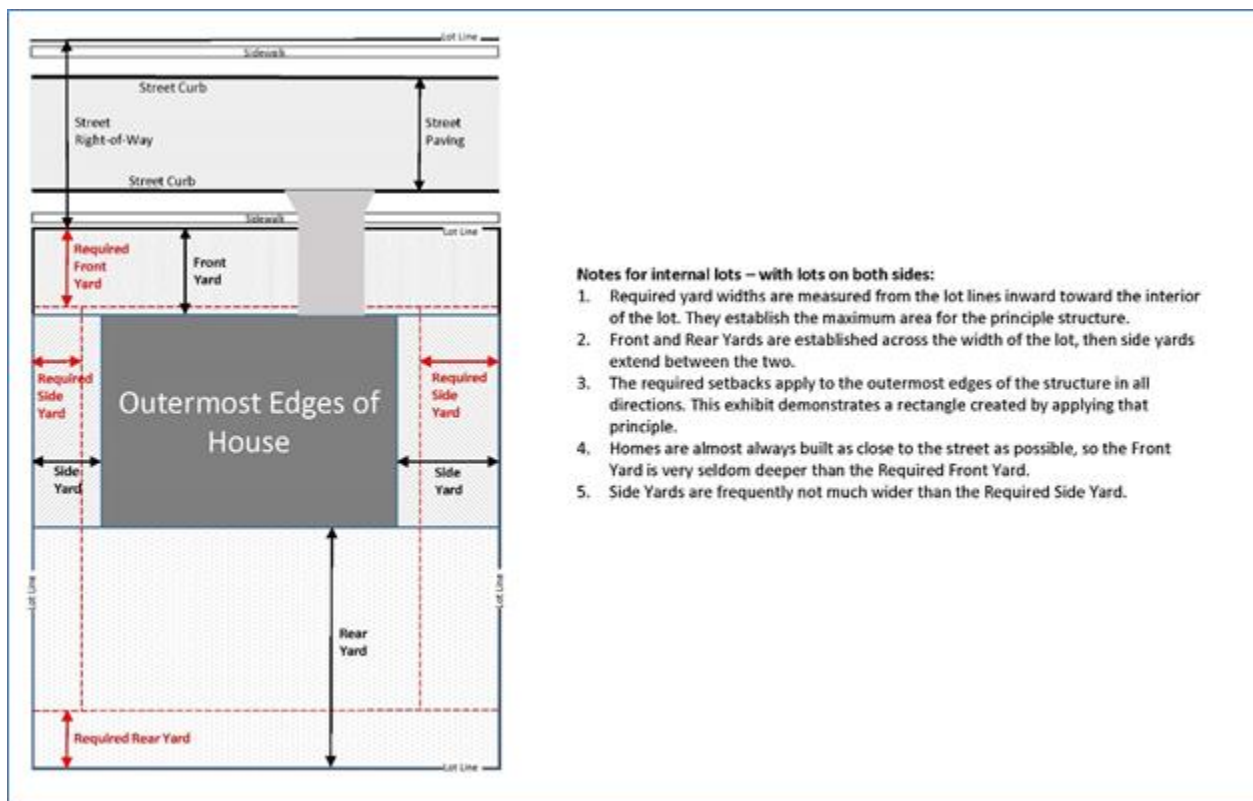 Lot Line
Sidewalk
Street Curb
Street
Right-of-Way
Street
Paving
Street Curb
Sidewalk
Lot Line
Required
Front
Yard
Front
Yard
Required
Side
Yard
Required
Side
Yard
Outermost Edges of
House
Side
Yard
Side
Yard
Lot Line
Lot Line
Rear
Yard
Required Rear Yard
Lot Line
Notes for internal lots – with lots on both sides:
1. Required yard widths are measured from the lot lines inward toward the interior
of the lot. They establish the maximum area for the principle structure.
2. Front and Rear Yards are established across the width of the lot, then side yards
extend between the two.
3. The required setbacks apply to the outermost edges of the structure in all
directions. This exhibit demonstrates a rectangle created by applying that
principle.
4. Homes are almost always built as close to the street as possible, so the Front
Yard is very seldom deeper than the Required Front Yard.
5. Side Yards are frequently not much wider than the Required Side Yard.